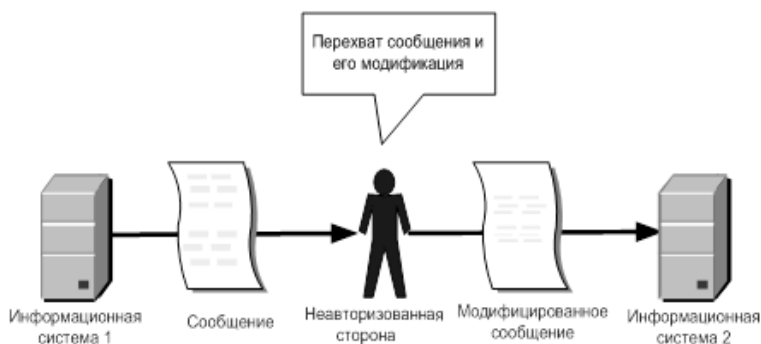 Перехват сообщения и
его модификация
Информационная
система 1
Сообщение
Неавторизованная
сторона
Модифицированное
сообщение
Информационная
система 2